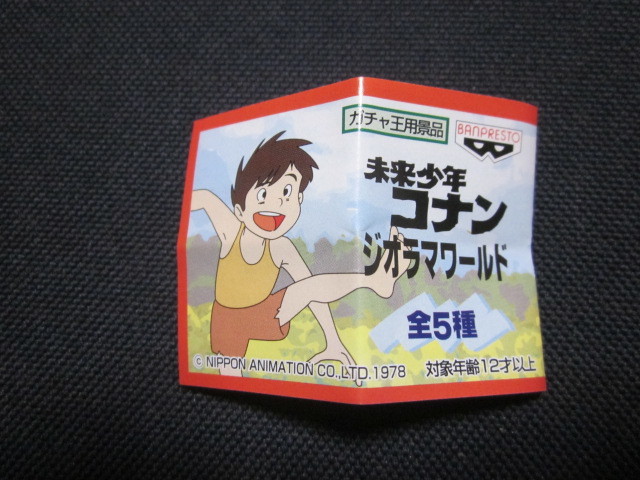 ガチャ王用景品
BANPRESTO
未来少年
コナン
ジオラマワールド
全5種
© NIPPON ANIMATION CO.,LTD.1978
対象年齢12才以上